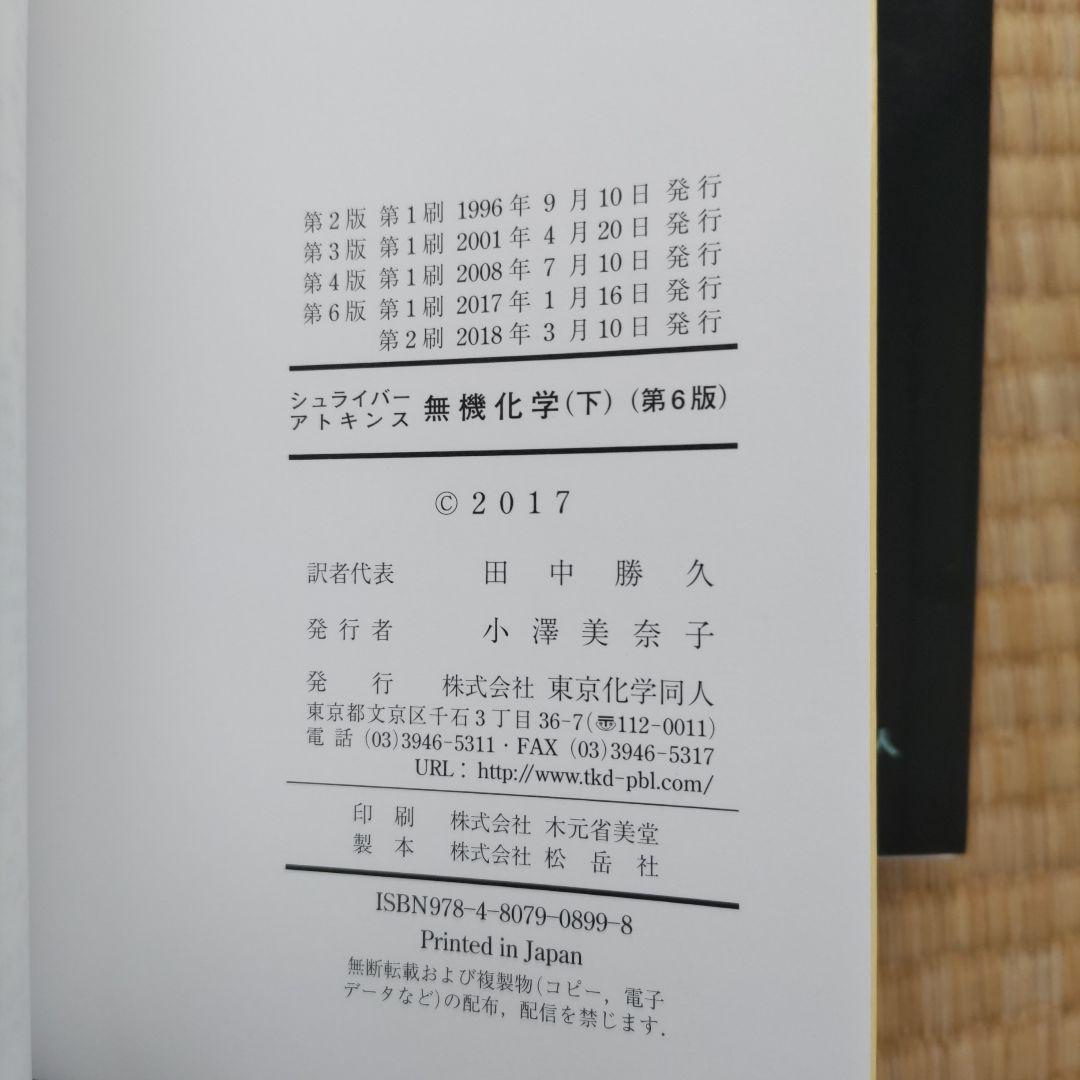 第2版 第1刷 1996年 9 月10日 発行
第3版 第1刷 2001年 4 月20日 発行
第4版 第1刷 2008年 7 月10日 発行
第6版 第1刷 2017年 1 月16日 発行
第2刷 2018年 3 月10日 発行
シュライバー
アトキンス 無機化学(下)(第6版)
© 2017
訳者代表 田中勝久
発行者 小澤美奈子
発行 株式会社 東京化学同人
東京都文京区千石3丁目36-7(〠112-0011)
電話 (03)3946-5311・FAX (03)3946-5317
URL: http://www.tkd-pbl.com/
印刷 株式会社 木元省美堂
製本 株式会社 松岳社
ISBN978-4-8079-0899-8
Printed in Japan
無断転載および複製物(コピー,電子
データなど)の配布,配信を禁じます.